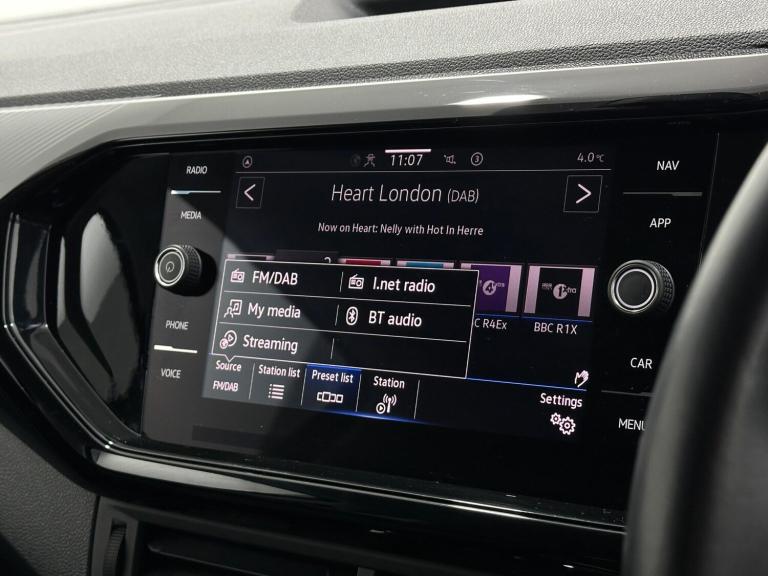 RADIO
MEDIA
PHONE
VOICE
11:07
3
4.0°C
Heart London (DAB)
Now on Heart: Nelly with Hot In Herre
FM/DAB
I.net radio
My media
BT audio
Streaming
C R4Ex
BBC R1X
Source
FM/DAB
Station list
Preset list
Station
Settings
NAV
APP
CAR
MENU